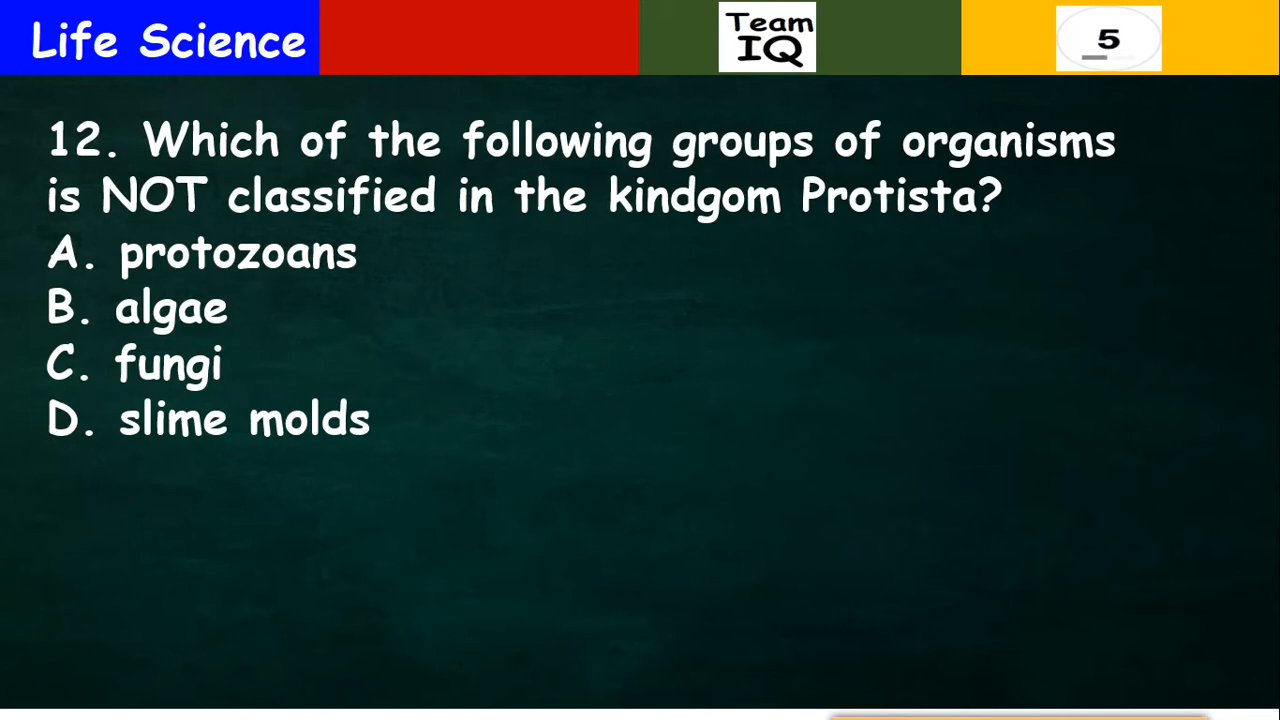 Life Science
Team
IQ
5
12. Which of the following groups of organisms
is NOT classified in the kindgom Protista?
A. protozoans
B. algae
C. fungi
D. slime molds